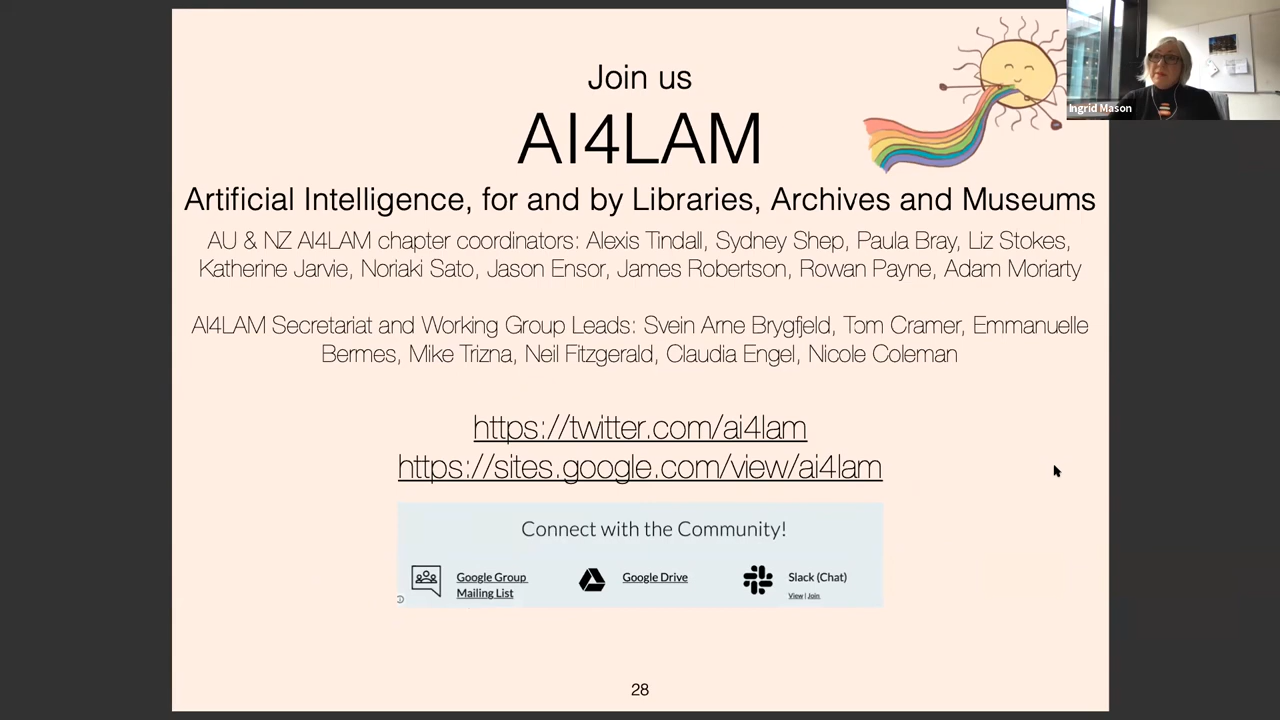 Join us
AI4LAM
Artificial Intelligence, for and by Libraries, Archives and Museums
AU & NZ AI4LAM chapter coordinators: Alexis Tindall, Sydney Shep, Paula Bray, Liz Stokes,
Katherine Jarvie, Noriaki Sato, Jason Ensor, James Robertson, Rowan Payne, Adam Moriarty
AI4LAM Secretariat and Working Group Leads: Svein Arne Brygfjeld, Tom Cramer, Emmanuelle
Bermes, Mike Trizna, Neil Fitzgerald, Claudia Engel, Nicole Coleman
https://twitter.com/ai4lam
https://sites.google.com/view/ai4lam
Connect with the Community!
Google Group
Mailing List
Google Drive
Slack (Chat)
View | Join
28
Ingrid Mason